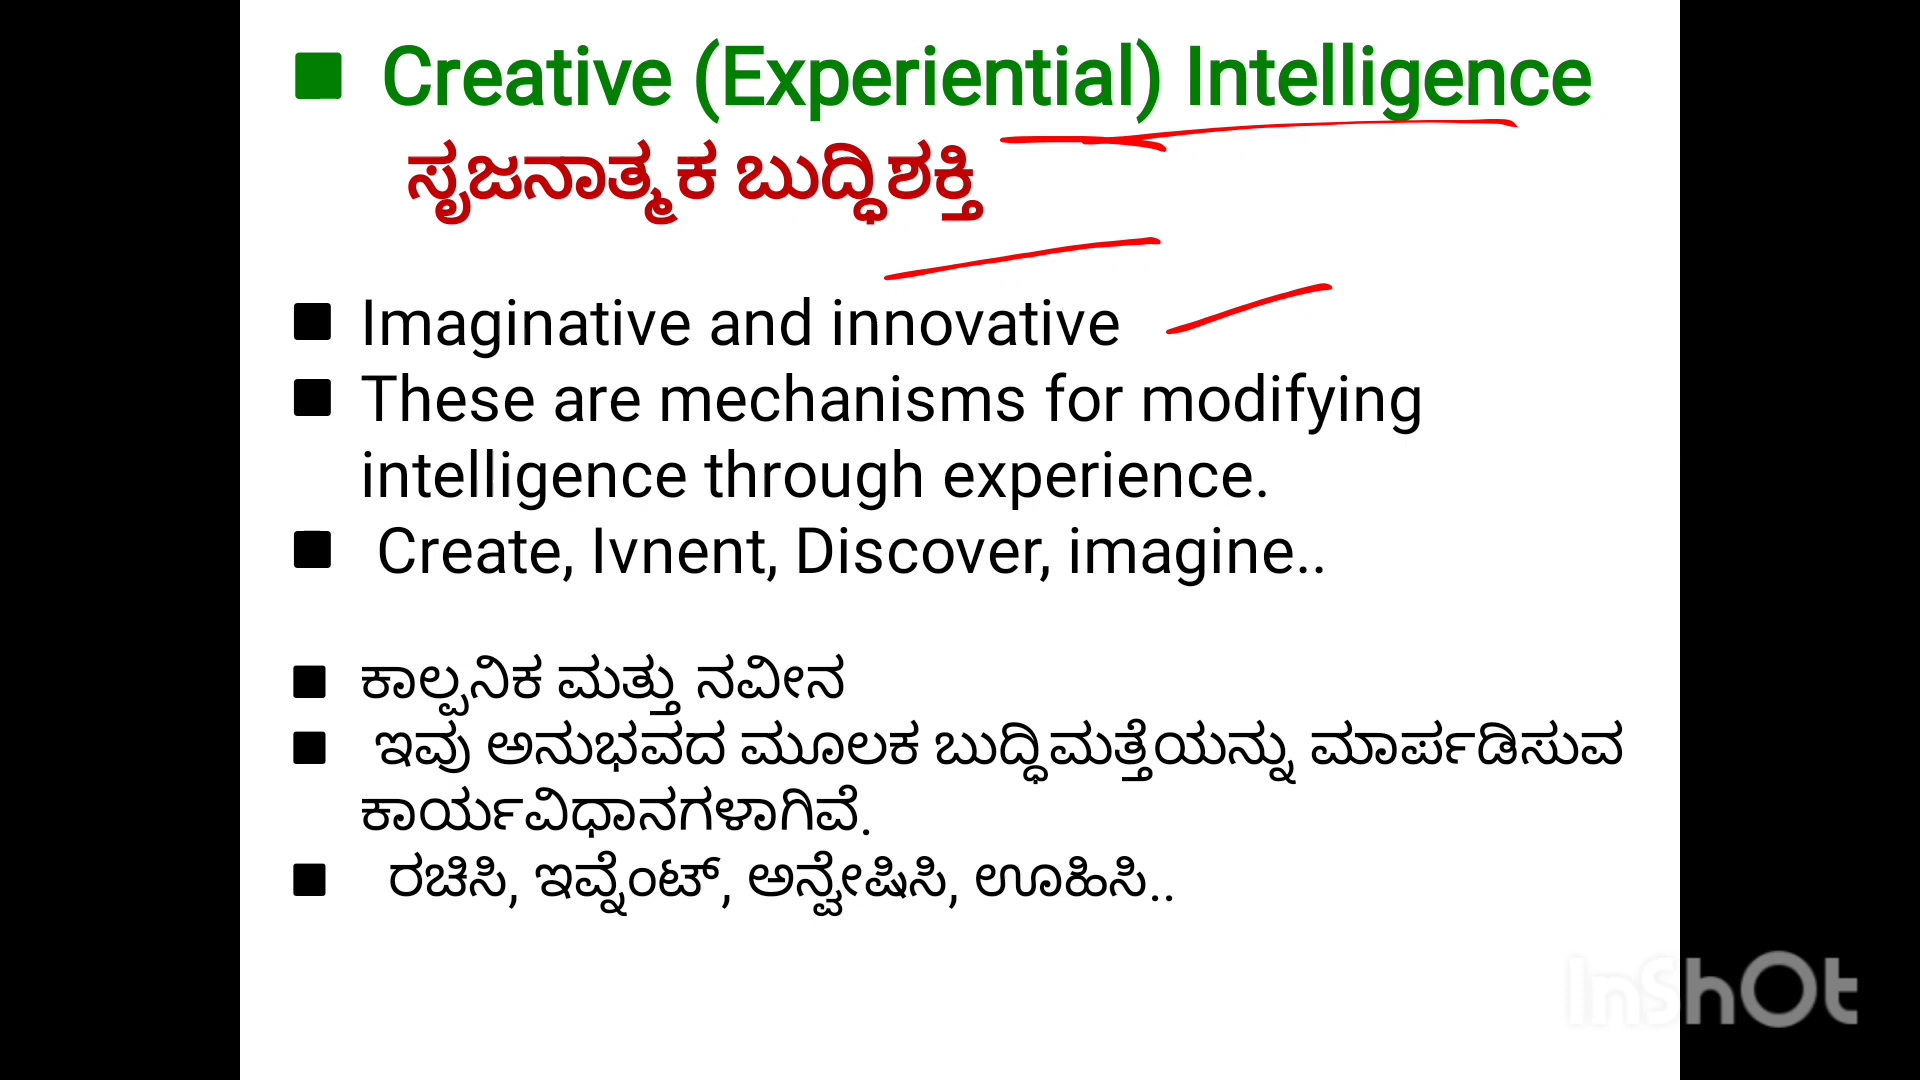 ■ Creative (Experiential) Intelligence
ಸೃಜನಾತ್ಮಕ ಬುದ್ಧಿಶಕ್ತಿ
■ Imaginative and innovative
■ These are mechanisms for modifying
intelligence through experience.
■ Create, Ivnent, Discover, imagine..
■ ಕಾಲ್ಪನಿಕ ಮತ್ತು ನವೀನ
■ ಇವು ಅನುಭವದ ಮೂಲಕ ಬುದ್ಧಿಮತ್ತೆಯನ್ನು ಮಾರ್ಪಡಿಸುವ
ಕಾರ್ಯವಿಧಾನಗಳಾಗಿವೆ.
■ ರಚಿಸಿ, ಇವ್ನೆಂಟ್, ಅನ್ವೇಷಿಸಿ, ಊಹಿಸಿ..
InShOt